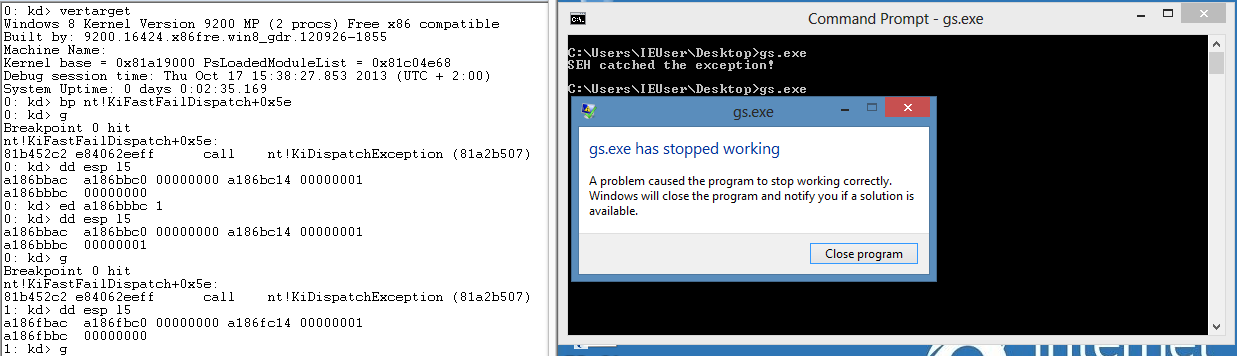 0: kd> vertarget
Windows 8 Kernel Version 9200 MP (2 procs) Free x86 compatible
Built by: 9200.16424.x86fre.win8_gdr.120926-1855
Machine Name:
Kernel base = 0x81a19000 PsLoadedModuleList = 0x81c04e68
Debug session time: Thu Oct 17 15:38:27.853 2013 (UTC + 2:00)
System Uptime: 0 days 0:02:35.169
0: kd> bp nt!KiFastFailDispatch+0x5e
0: kd> g
Breakpoint 0 hit
nt!KiFastFailDispatch+0x5e:
81b452c2 e84062eeff      call    nt!KiDispatchException (81a2b507)
0: kd> dd esp l5
a186bbac  a186bbc0 00000000 a186bc14 00000001
a186bbbc  00000000
0: kd> ed a186bbbc 1
0: kd> dd esp l5
a186bbac  a186bbc0 00000000 a186bc14 00000001
a186bbbc  00000001
0: kd> g
Breakpoint 0 hit
nt!KiFastFailDispatch+0x5e:
81b452c2 e84062eeff      call    nt!KiDispatchException (81a2b507)
1: kd> dd esp l5
a186fbac  a186fbc0 00000000 a186fc14 00000001
a186fbbc  00000000
1: kd> g
Command Prompt - gs.exe
C:\Users\IEUser\Desktop>gs.exe
SEH catched the exception!
C:\Users\IEUser\Desktop>gs.exe
gs.exe
gs.exe has stopped working
A problem caused the program to stop working correctly.
Windows will close the program and notify you if a solution is
available.
Close program